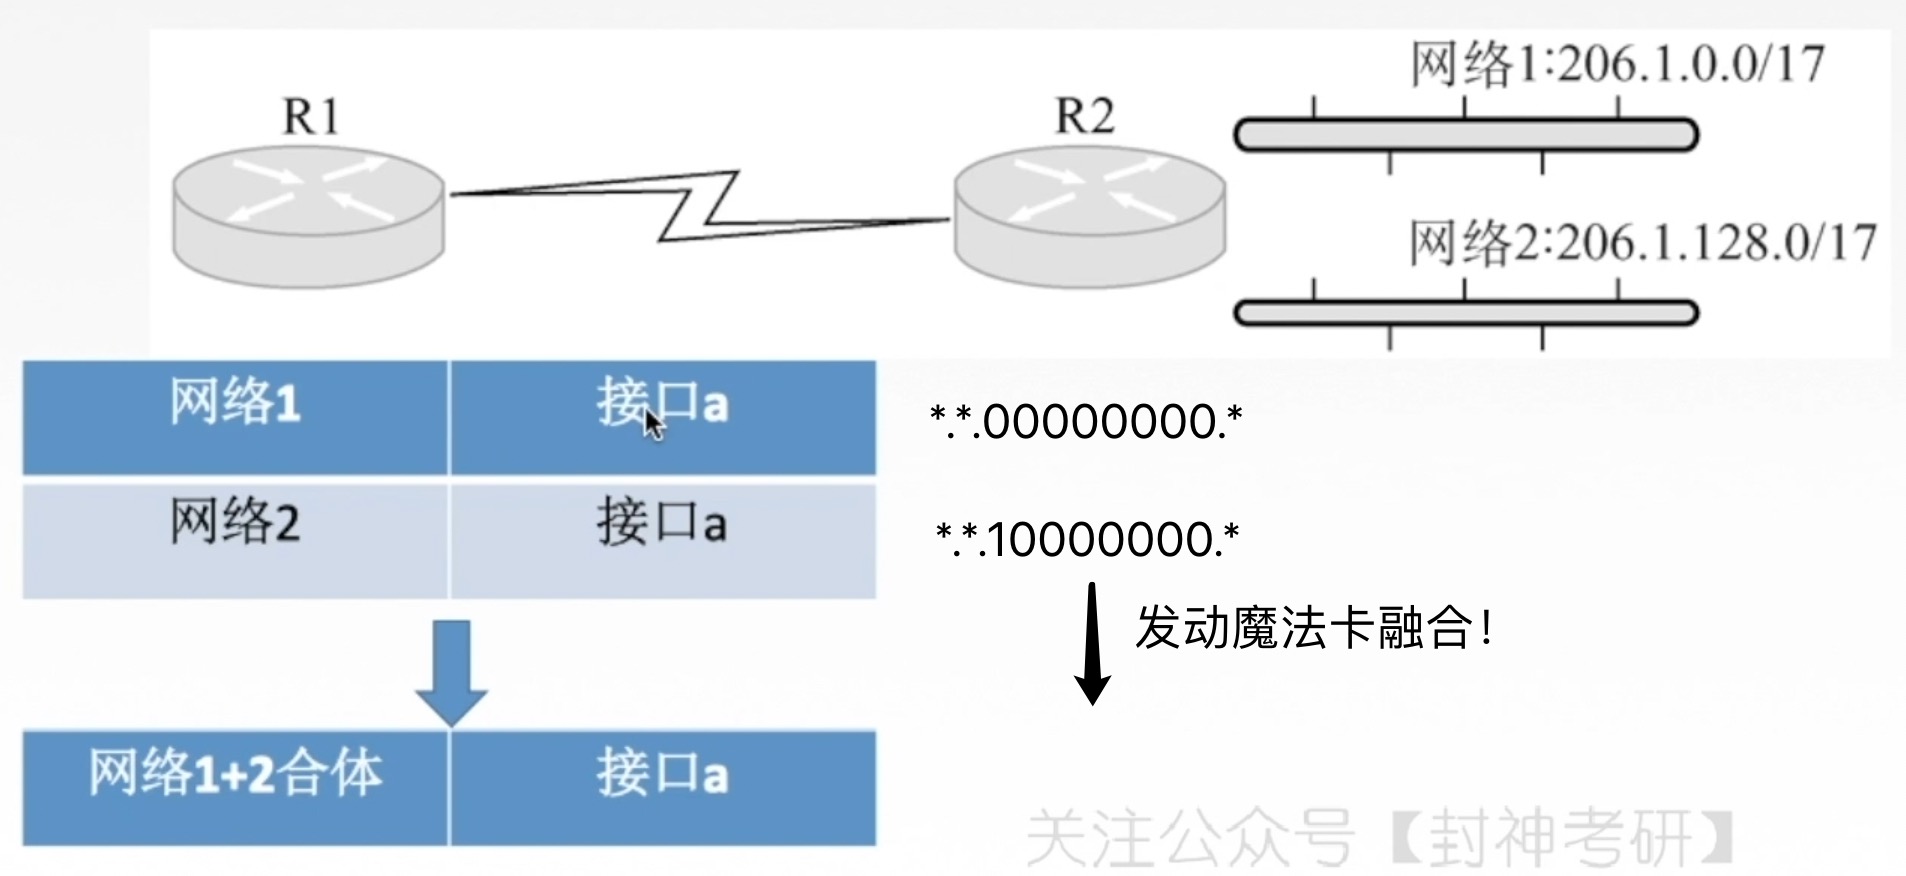 网络1:206.1.0.0/17
R1
R2
网络2:206.1.128.0/17
网络1 接口a
*.*.00000000.*
网络2 接口a
*.*.10000000.*
发动魔法卡融合!
网络1+2合体 接口a
关注公众号【封神考研】